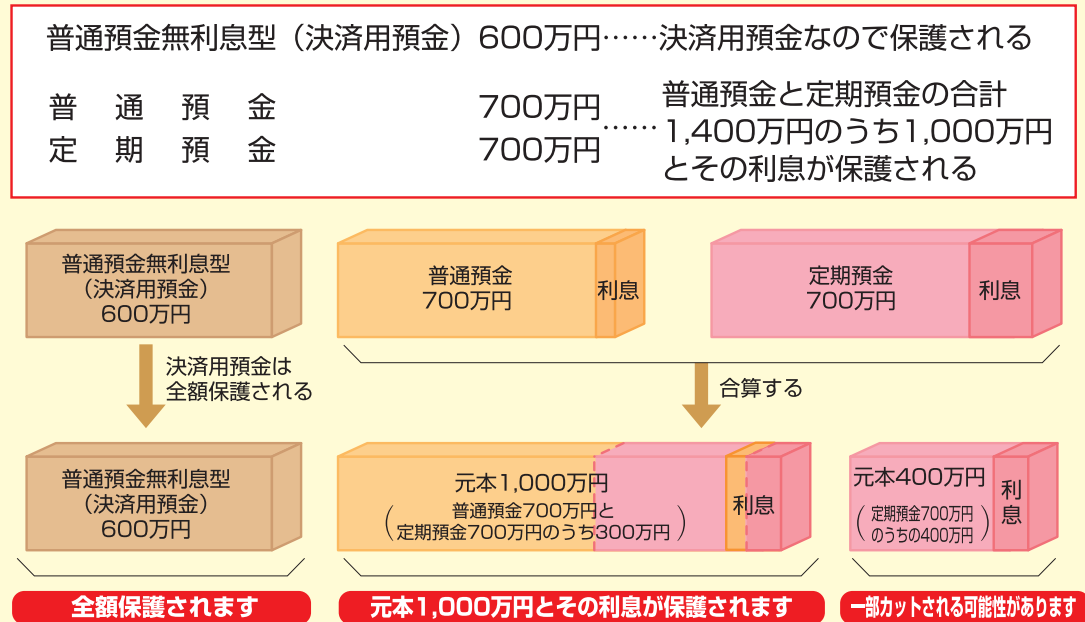 普通預金無利息型（決済用預金）600万円……決済用預金なので保護される
普通預金 700万円
定期預金 700万円
……
普通預金と定期預金の合計
1,400万円のうち1,000万円
とその利息が保護される
普通預金無利息型
（決済用預金）
600万円
普通預金
700万円
利息
定期預金
700万円
利息
決済用預金は
全額保護される
合算する
普通預金無利息型
（決済用預金）
600万円
元本1,000万円
（普通預金700万円と
定期預金700万円のうち300万円）
利息
元本400万円
（定期預金700万円
のうちの400万円）
利息
全額保護されます
元本1,000万円とその利息が保護されます
一部カットされる可能性があります